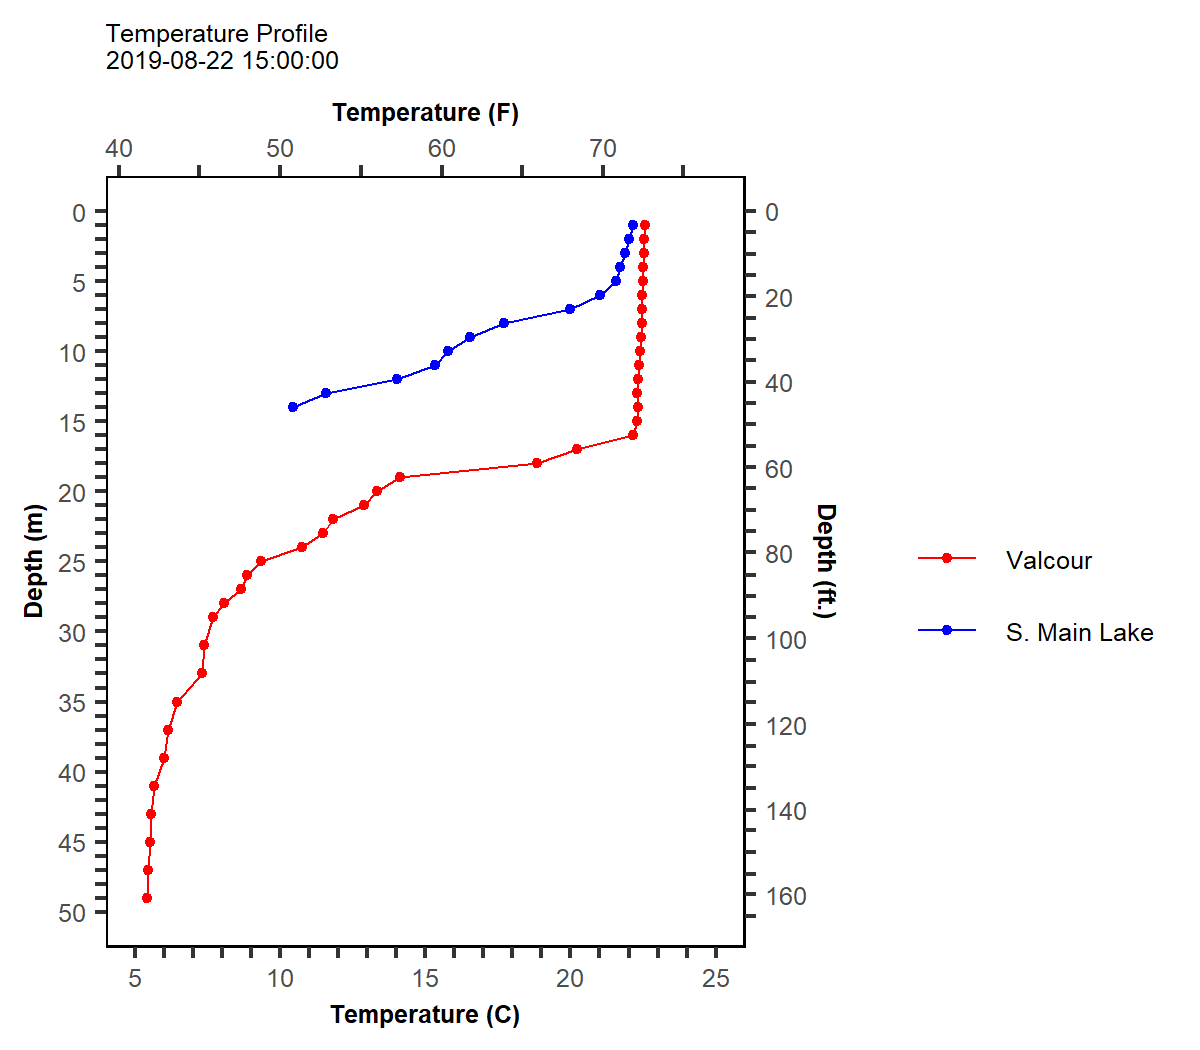 Temperature Profile
2019-08-22 15:00:00
Temperature (F)
40 50 60 70
0 0
5
20
10
40
15
60
20
Depth (m) Depth (ft.)
25 80
Valcour
30 100
S. Main Lake
35
120
40
140
45
160
50
5 10 15 20 25
Temperature (C)